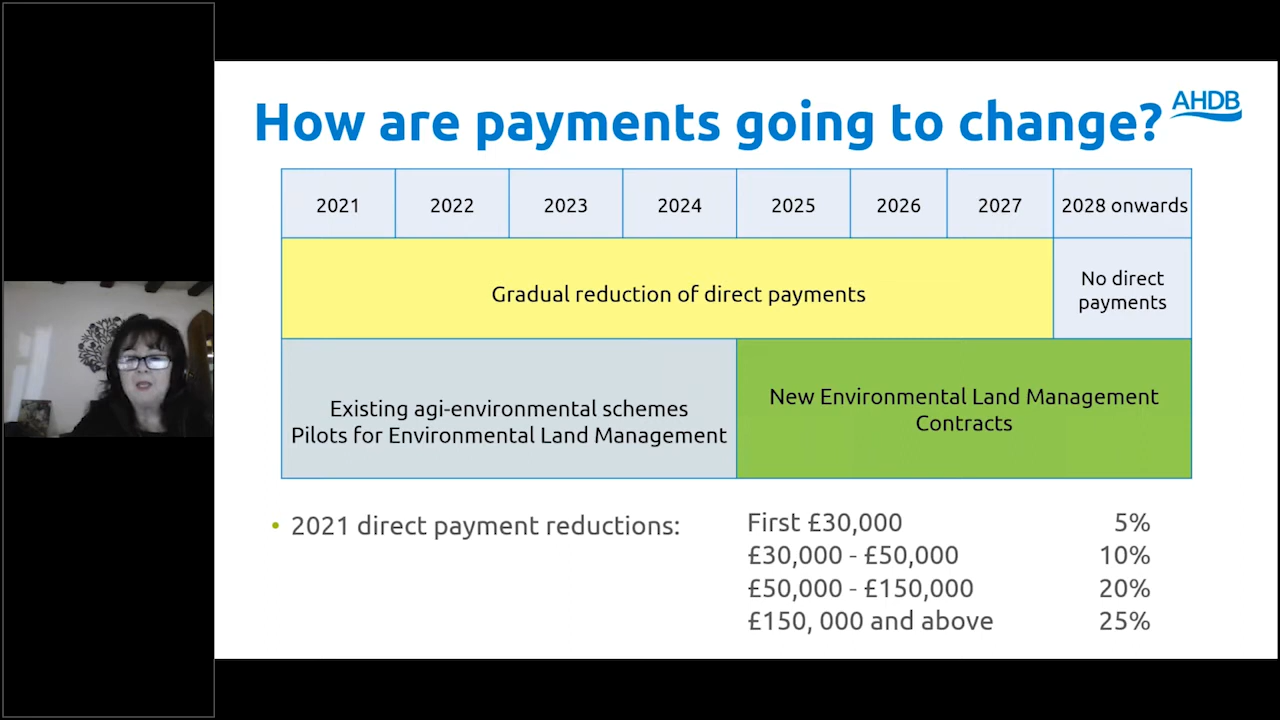 How are payments going to change?
AHDB
2021 2022 2023 2024 2025 2026 2027 2028 onwards
Gradual reduction of direct payments
No direct
payments
Existing agi-environmental schemes
Pilots for Environmental Land Management
New Environmental Land Management
Contracts
• 2021 direct payment reductions:
First £30,000 5%
£30,000 - £50,000 10%
£50,000 - £150,000 20%
£150, 000 and above 25%